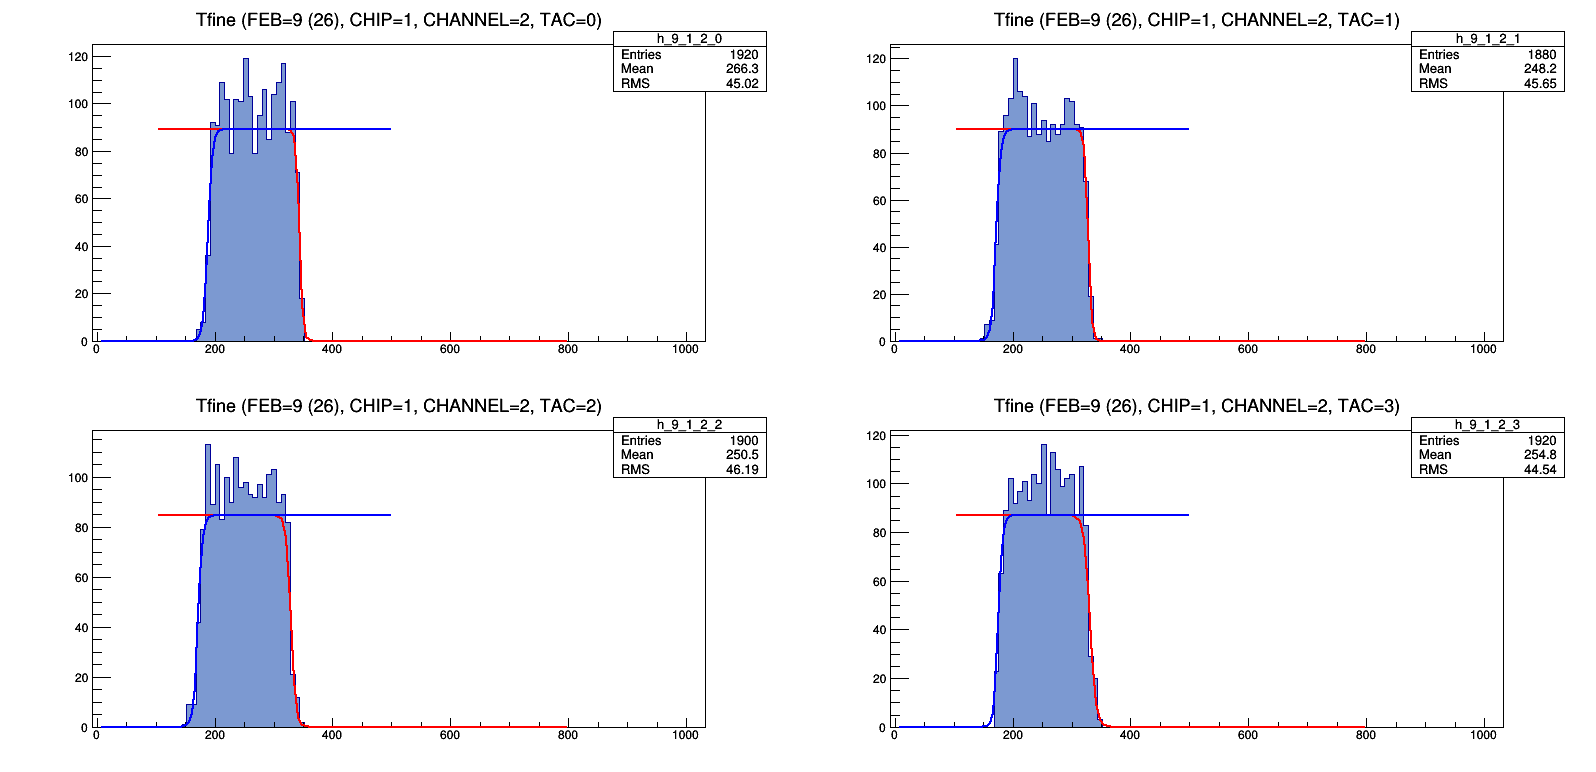 Tfine (FEB=9 (26), CHIP=1, CHANNEL=2, TAC=0)
h_9_1_2_0
Entries 1920
Mean 266.3
RMS 45.02
120
100
80
60
40
20
0
0 200 400 600 800 1000
Tfine (FEB=9 (26), CHIP=1, CHANNEL=2, TAC=1)
h_9_1_2_1
Entries 1880
Mean 248.2
RMS 45.65
120
100
80
60
40
20
0
0 200 400 600 800 1000
Tfine (FEB=9 (26), CHIP=1, CHANNEL=2, TAC=2)
h_9_1_2_2
Entries 1900
Mean 250.5
RMS 46.19
100
80
60
40
20
0
0 200 400 600 800 1000
Tfine (FEB=9 (26), CHIP=1, CHANNEL=2, TAC=3)
h_9_1_2_3
Entries 1920
Mean 254.8
RMS 44.54
120
100
80
60
40
20
0
0 200 400 600 800 1000